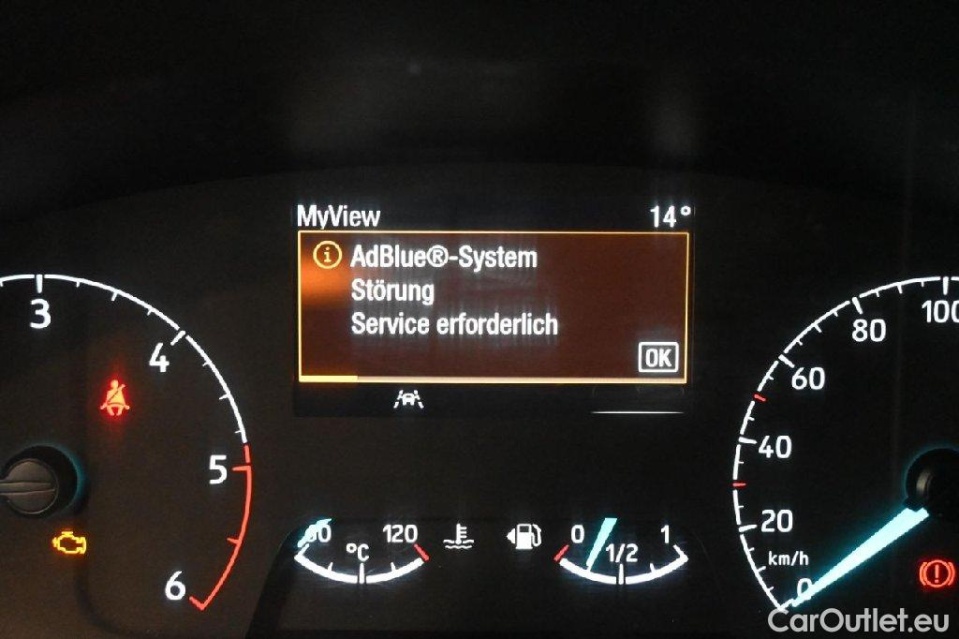 MyView 14°
AdBlue®-System
Störung
Service erforderlich
OK
3
4
5
6
120
°C
0
1/2
1
100
80
60
40
20
km/h
0
CarOutlet.eu